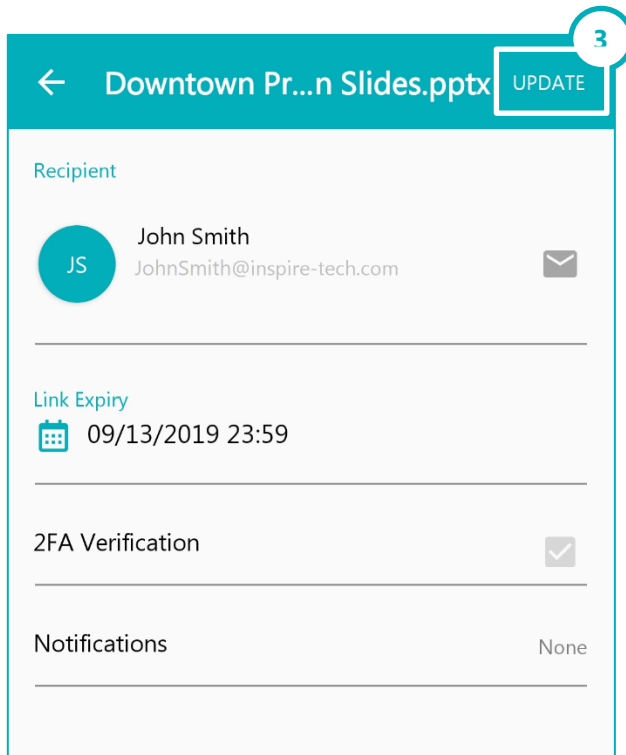 3
Downtown Pr...n Slides.pptx UPDATE
Recipient
John Smith
JS
JohnSmith@inspire-tech.com
Link Expiry
09/13/2019 23:59
2FA Verification
Notifications None